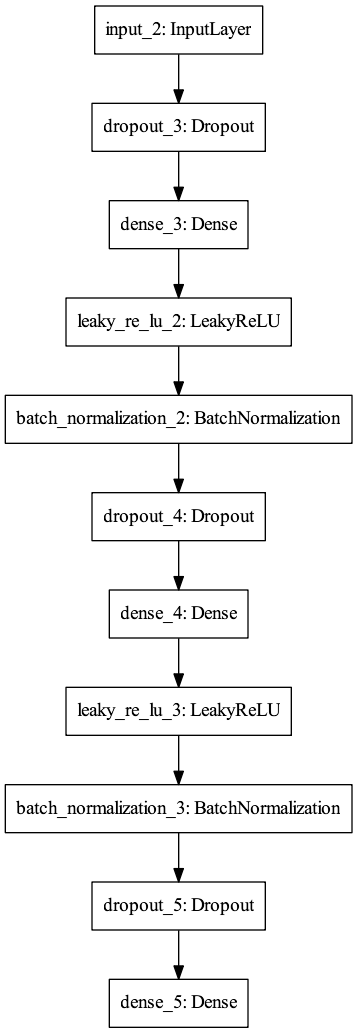 input_2: InputLayer
dropout_3: Dropout
dense_3: Dense
leaky_re_lu_2: LeakyReLU
batch_normalization_2: BatchNormalization
dropout_4: Dropout
dense_4: Dense
leaky_re_lu_3: LeakyReLU
batch_normalization_3: BatchNormalization
dropout_5: Dropout
dense_5: Dense